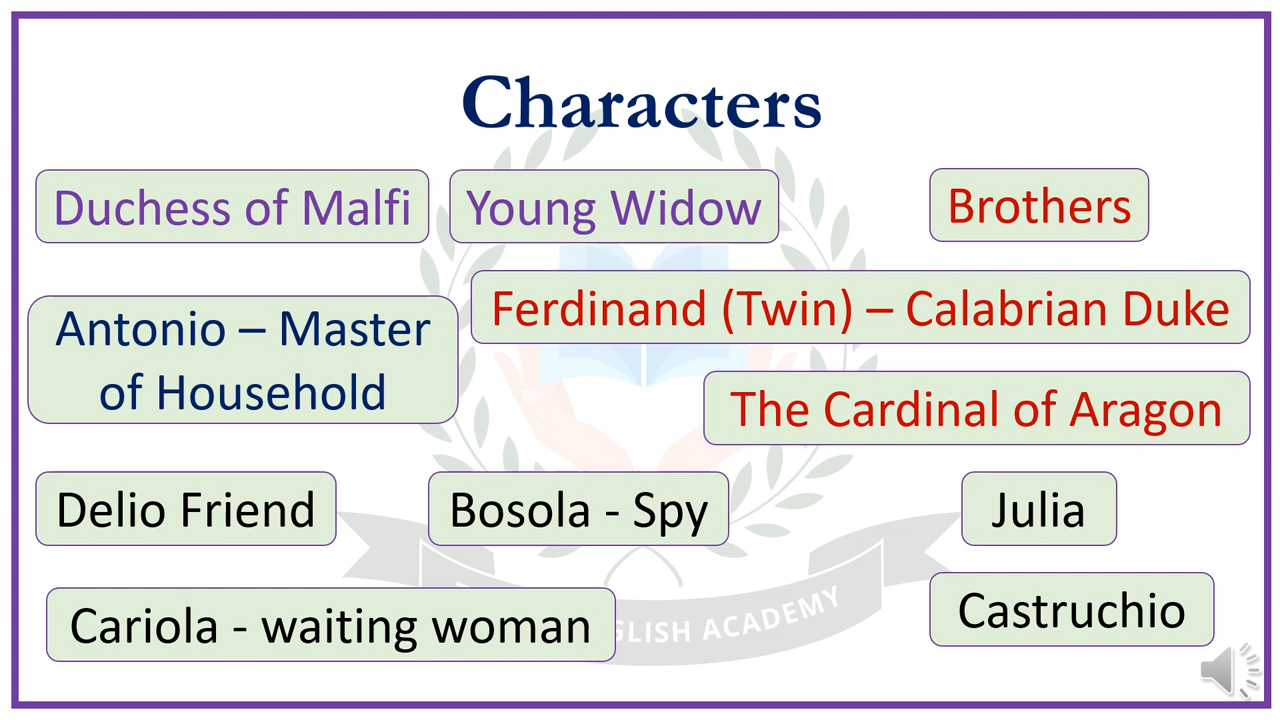 Characters
Duchess of Malfi
Young Widow
Brothers
Ferdinand (Twin) – Calabrian Duke
Antonio – Master
of Household
The Cardinal of Aragon
Delio Friend
Bosola - Spy
Julia
Cariola - waiting woman
Castruchio
ACADEMY